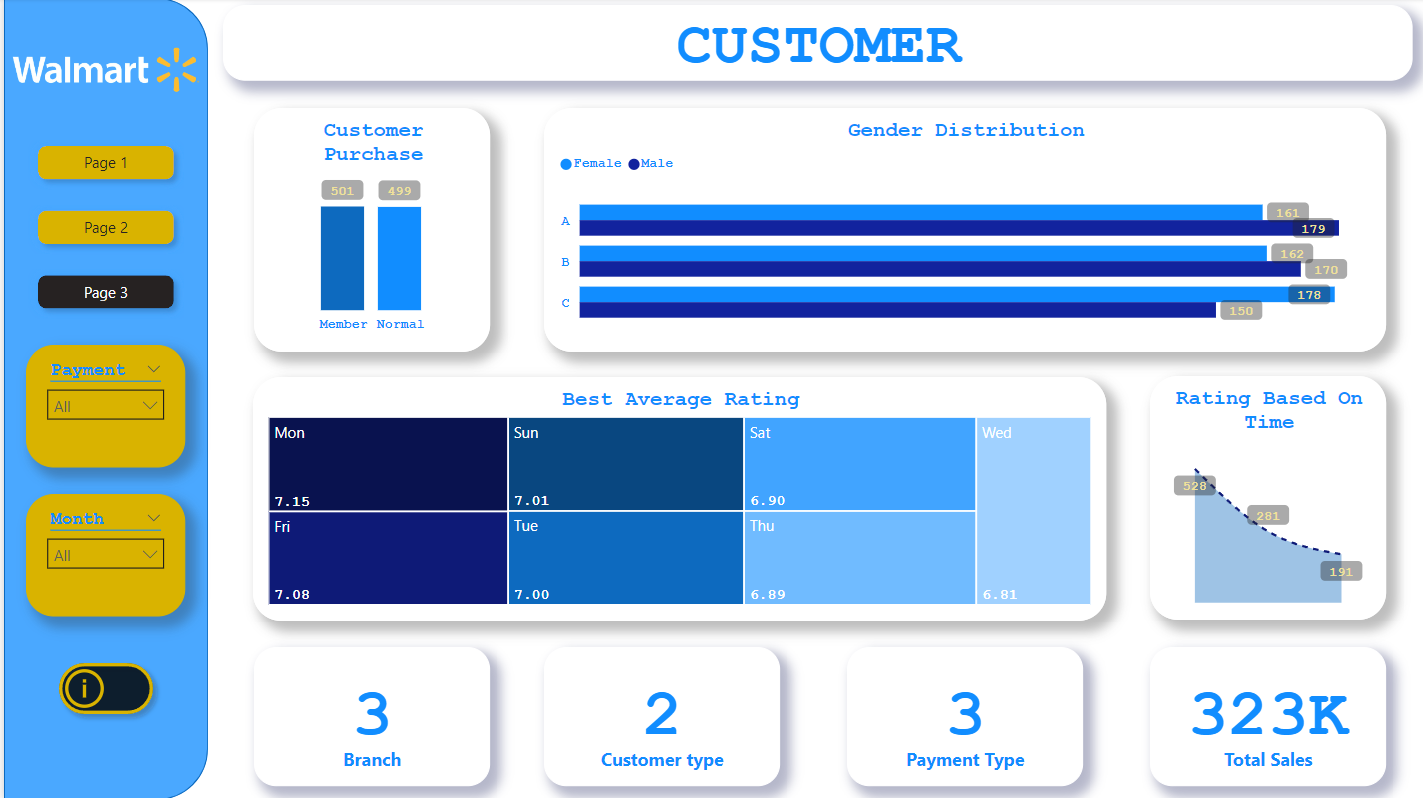 Walmart
Page 1
Page 2
Page 3
Payment
All
Month
All
i
CUSTOMER
Customer
Purchase
501 499
Member Normal
Gender Distribution
Female Male
A 161
179
B 162
170
C 178
150
Best Average Rating
Mon
7.15
Sun
7.01
Sat
6.90
Wed
6.81
Fri
7.08
Tue
7.00
Thu
6.89
Rating Based On
Time
528
281
191
3
Branch
2
Customer type
3
Payment Type
323K
Total Sales